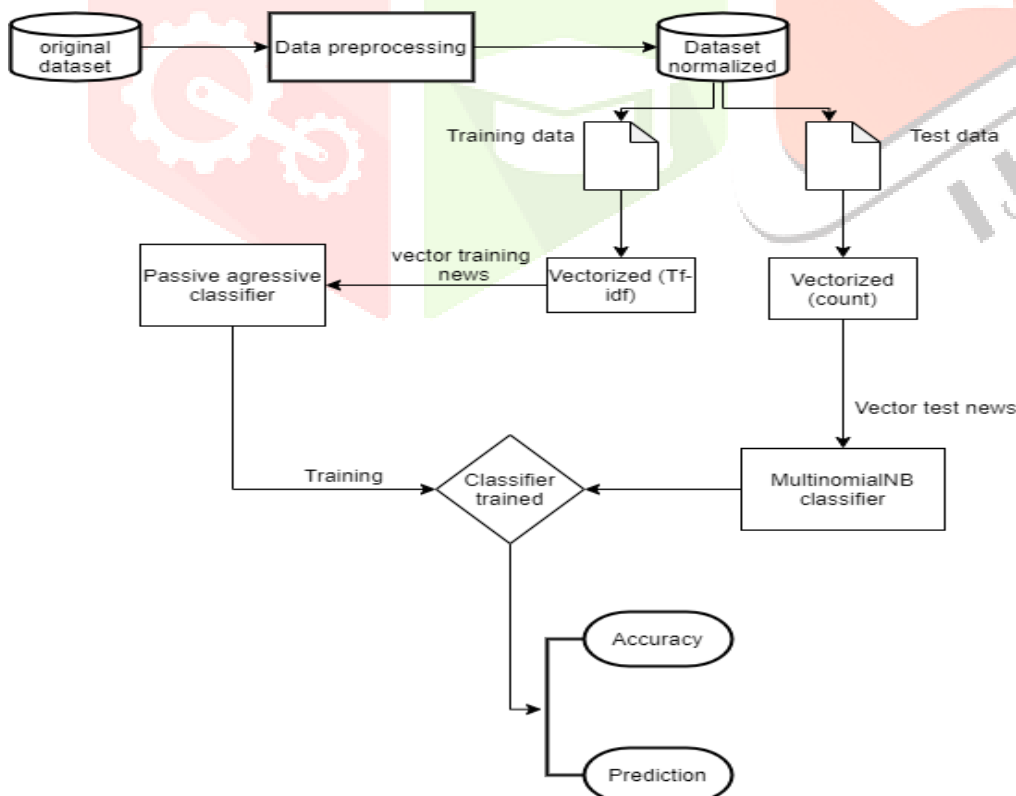 original
dataset
Data preprocessing
Dataset
normalized
Training data
Test data
vector training
news
Passive agressive
classifier
Vectorized (Tf-
idf)
Vectorized
(count)
Vector test news
Training
Classifier
trained
MultinomialNB
classifier
Accuracy
Prediction